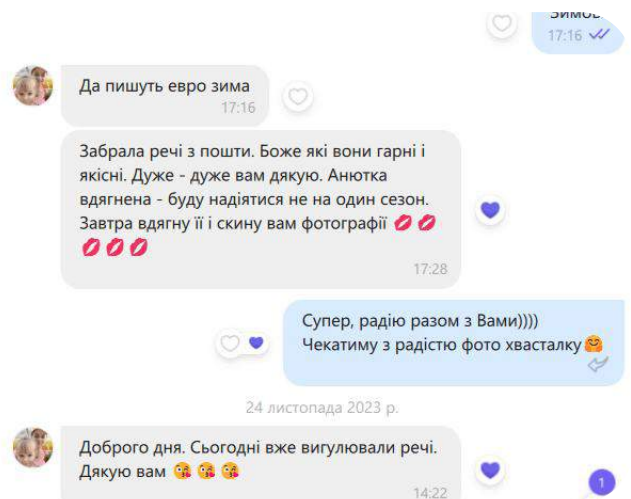 17:16
Да пишуть евро зима
17:16
Забрала речі з пошти. Боже які вони гарні і
якісні. Дуже - дуже вам дякую. Анютка
вдягнена - буду надіятися не на один сезон.
Завтра вдягну її і скину вам фотографії 💋 💋
💋 💋 💋
17:28
Супер, радію разом з Вами))))
Чекатиму з радістю фото хвасталку🤗
24 листопада 2023 р.
Доброго дня. Сьогодні вже вигулювали речі.
Дякую вам 😘 😘 😘
14:22
1